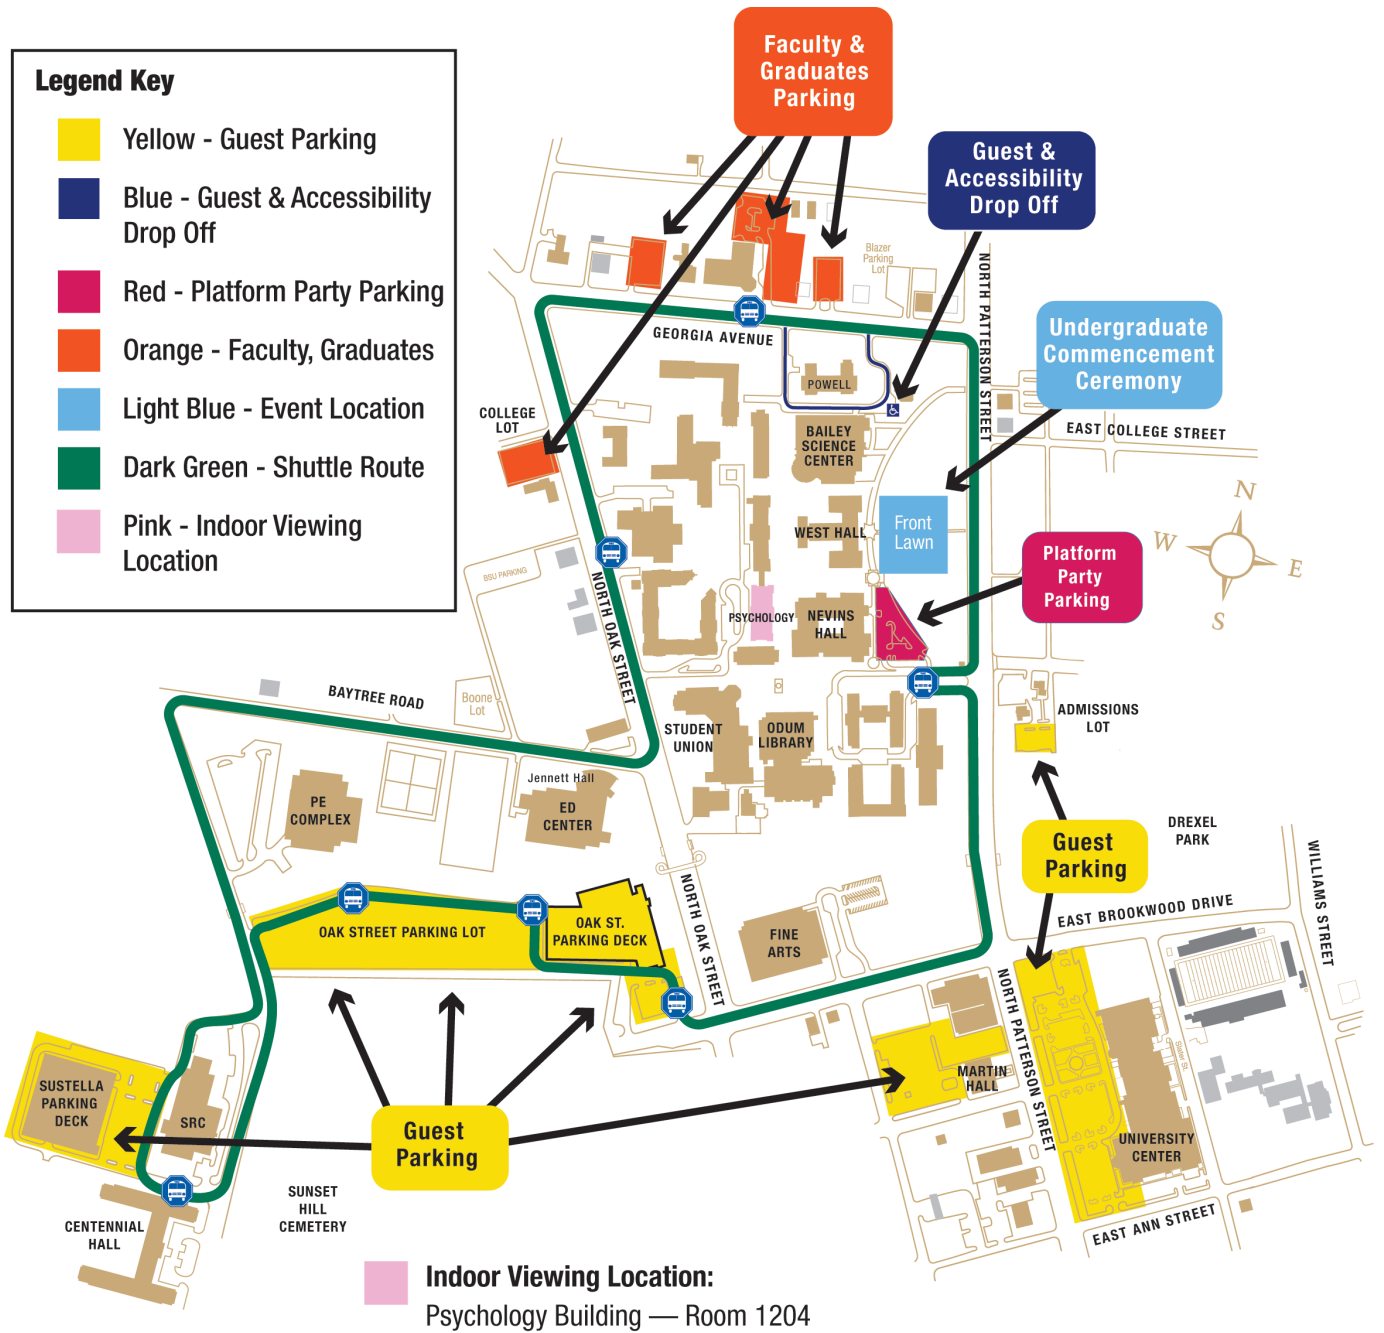 Faculty &
Graduates
Parking
Legend Key
Yellow - Guest Parking
Blue - Guest & Accessibility
Drop Off
Red - Platform Party Parking
Orange - Faculty, Graduates
Light Blue - Event Location
Dark Green - Shuttle Route
Pink - Indoor Viewing
Location
Guest &
Accessibility
Drop Off
Blazer
Parking
Lot
NORTH PATTERSON STREET
GEORGIA AVENUE
Undergraduate
Commencement
Ceremony
POWELL
COLLEGE
LOT
BAILEY
SCIENCE
CENTER
EAST COLLEGE STREET
N
W
E
S
WEST HALL
Front
Lawn
Platform
Party
Parking
BSU PARKING
NORTH OAK STREET
PSYCHOLOGY
NEVINS
HALL
BAYTREE ROAD
Boone
Lot
STUDENT
UNION
ODUM
LIBRARY
ADMISSIONS
LOT
Jennett Hall
PE
COMPLEX
ED
CENTER
Guest
Parking
DREXEL
PARK
WILLIAMS STREET
EAST BROOKWOOD DRIVE
OAK STREET PARKING LOT
OAK ST.
PARKING DECK
NORTH OAK STREET
FINE
ARTS
NORTH PATTERSON STREET
Slater St.
MARTIN
HALL
SUSTELLA
PARKING
DECK
SRC
Guest
Parking
UNIVERSITY
CENTER
SUNSET
HILL
CEMETERY
CENTENNIAL
HALL
EAST ANN STREET
Indoor Viewing Location:
Psychology Building — Room 1204